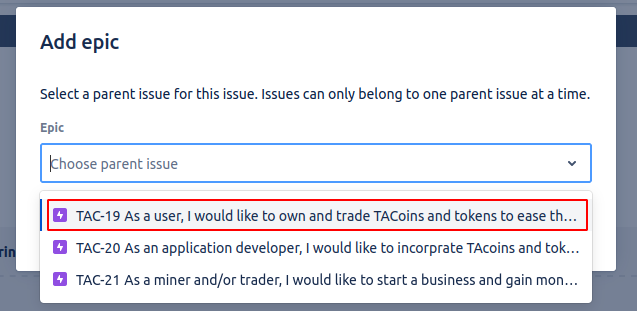 Add epic
Select a parent issue for this issue. Issues can only belong to one parent issue at a time.
Epic
Choose parent issue
TAC-19 As a user, I would like to own and trade TACoins and tokens to ease th...
TAC-20 As an application developer, I would like to incorprate TAcoins and tok...
TAC-21 As a miner and/or trader, I would like to start a business and gain mon...